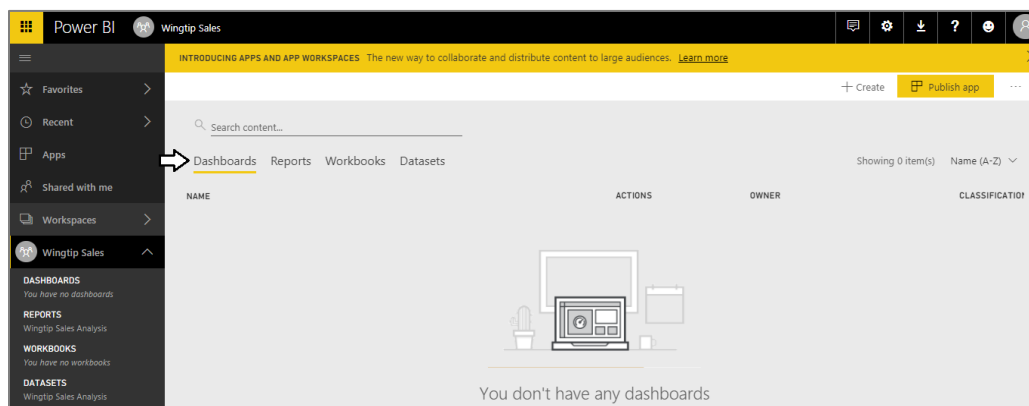 Power BI Wingtip Sales ?
INTRODUCING APPS AND APP WORKSPACES The new way to collaborate and distribute content to large audiences. Learn more
Favorites
Recent
Apps
Shared with me
Workspaces
Wingtip Sales
DASHBOARDS
You have no dashboards
REPORTS
Wingtip Sales Analysis
WORKBOOKS
You have no workbooks
DATASETS
Wingtip Sales Analysis
+ Create Publish app ...
Search content...
Dashboards Reports Workbooks Datasets Showing 0 item(s) Name (A-Z)
NAME ACTIONS OWNER CLASSIFICATION
You don't have any dashboards